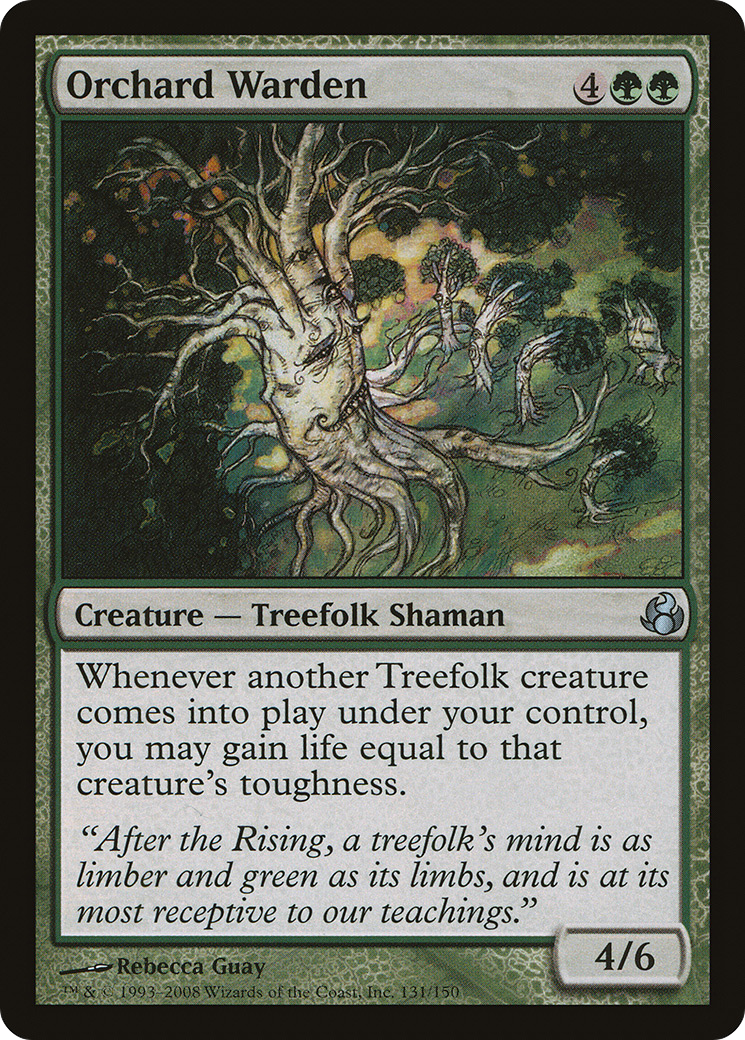 Orchard Warden 4
Creature — Treefolk Shaman
Whenever another Treefolk creature
comes into play under your control,
you may gain life equal to that
creature's toughness.
“After the Rising, a treefolk's mind is as
limber and green as its limbs, and is at its
most receptive to our teachings.”
4/6
Rebecca Guay
™ & © 1993–2008 Wizards of the Coast, Inc. 131/150